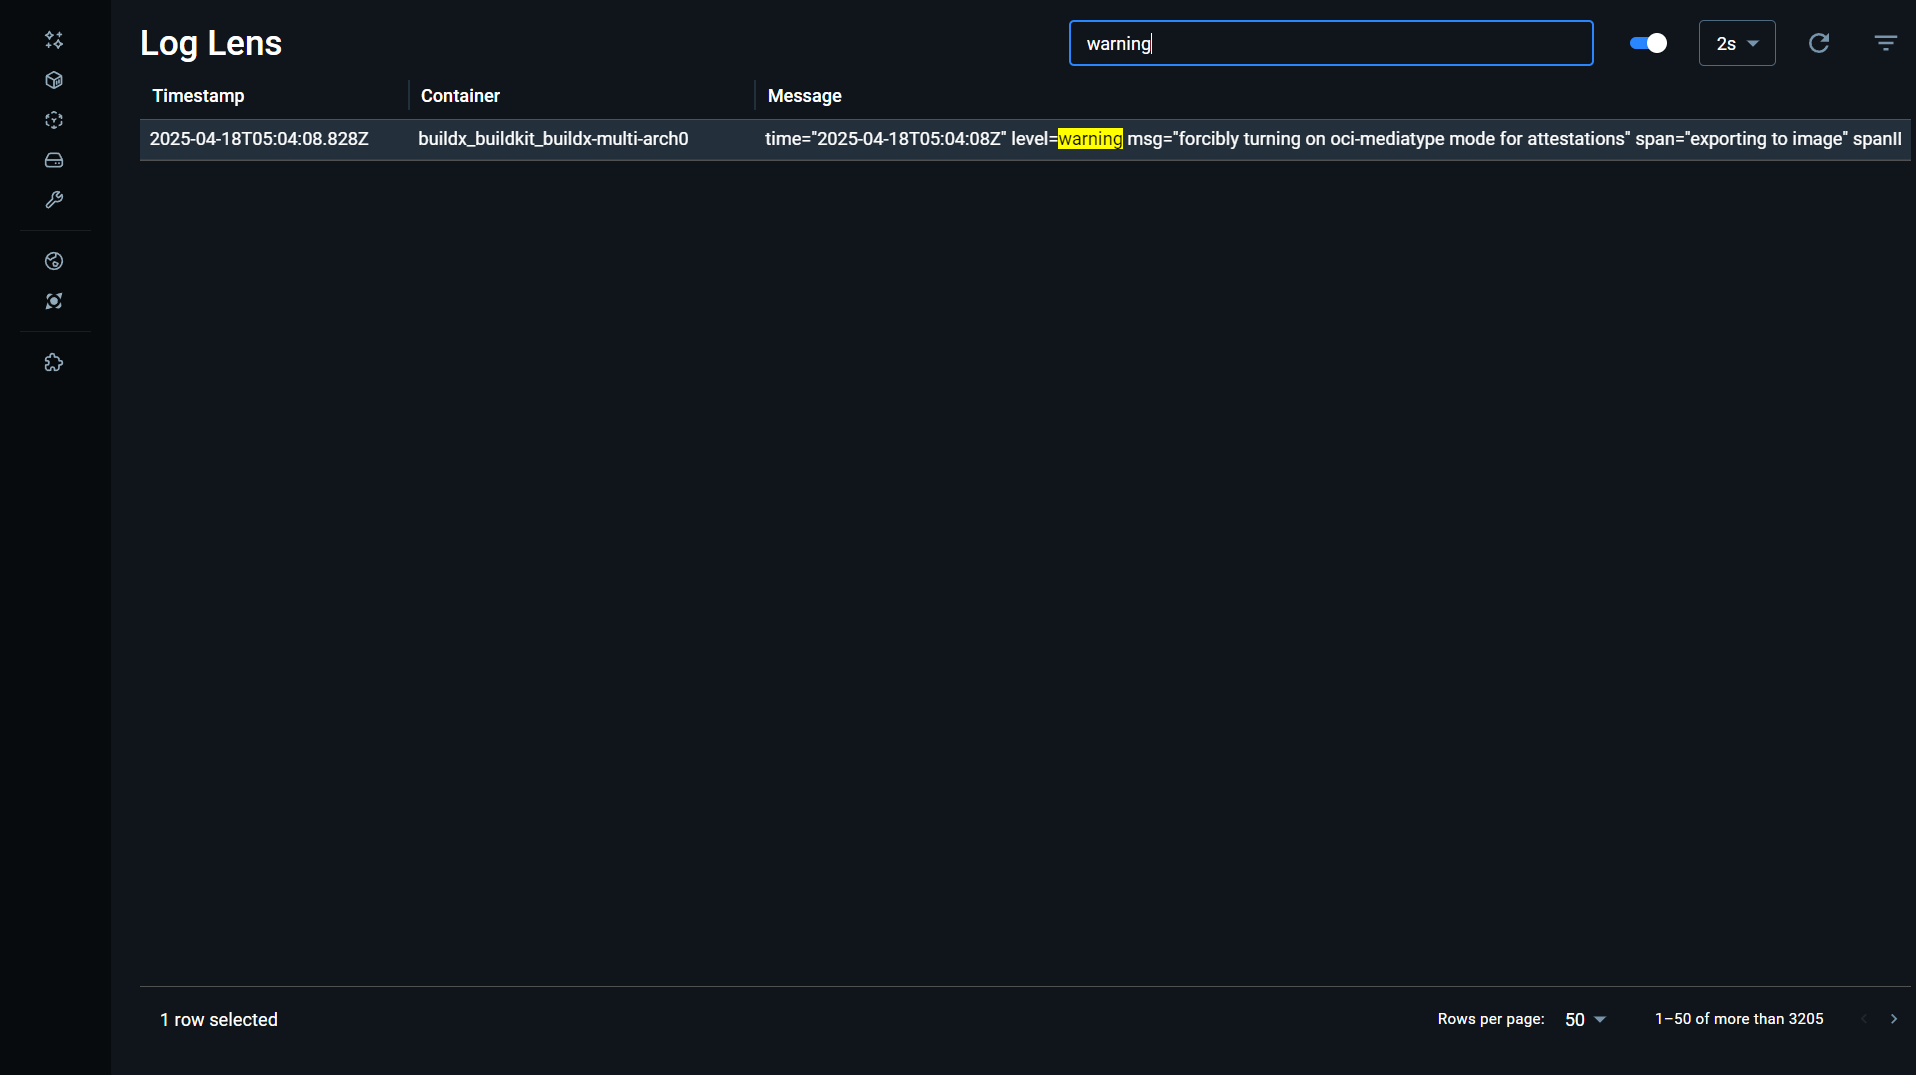 Log Lens
warning
2s
Timestamp Container Message
2025-04-18T05:04:08.828Z buildx_buildkit_buildx-multi-arch0 time="2025-04-18T05:04:08Z" level=warning msg="forcibly turning on oci-mediatype mode for attestations" span="exporting to image"
1 row selected
Rows per page: 50 1–50 of more than 3205